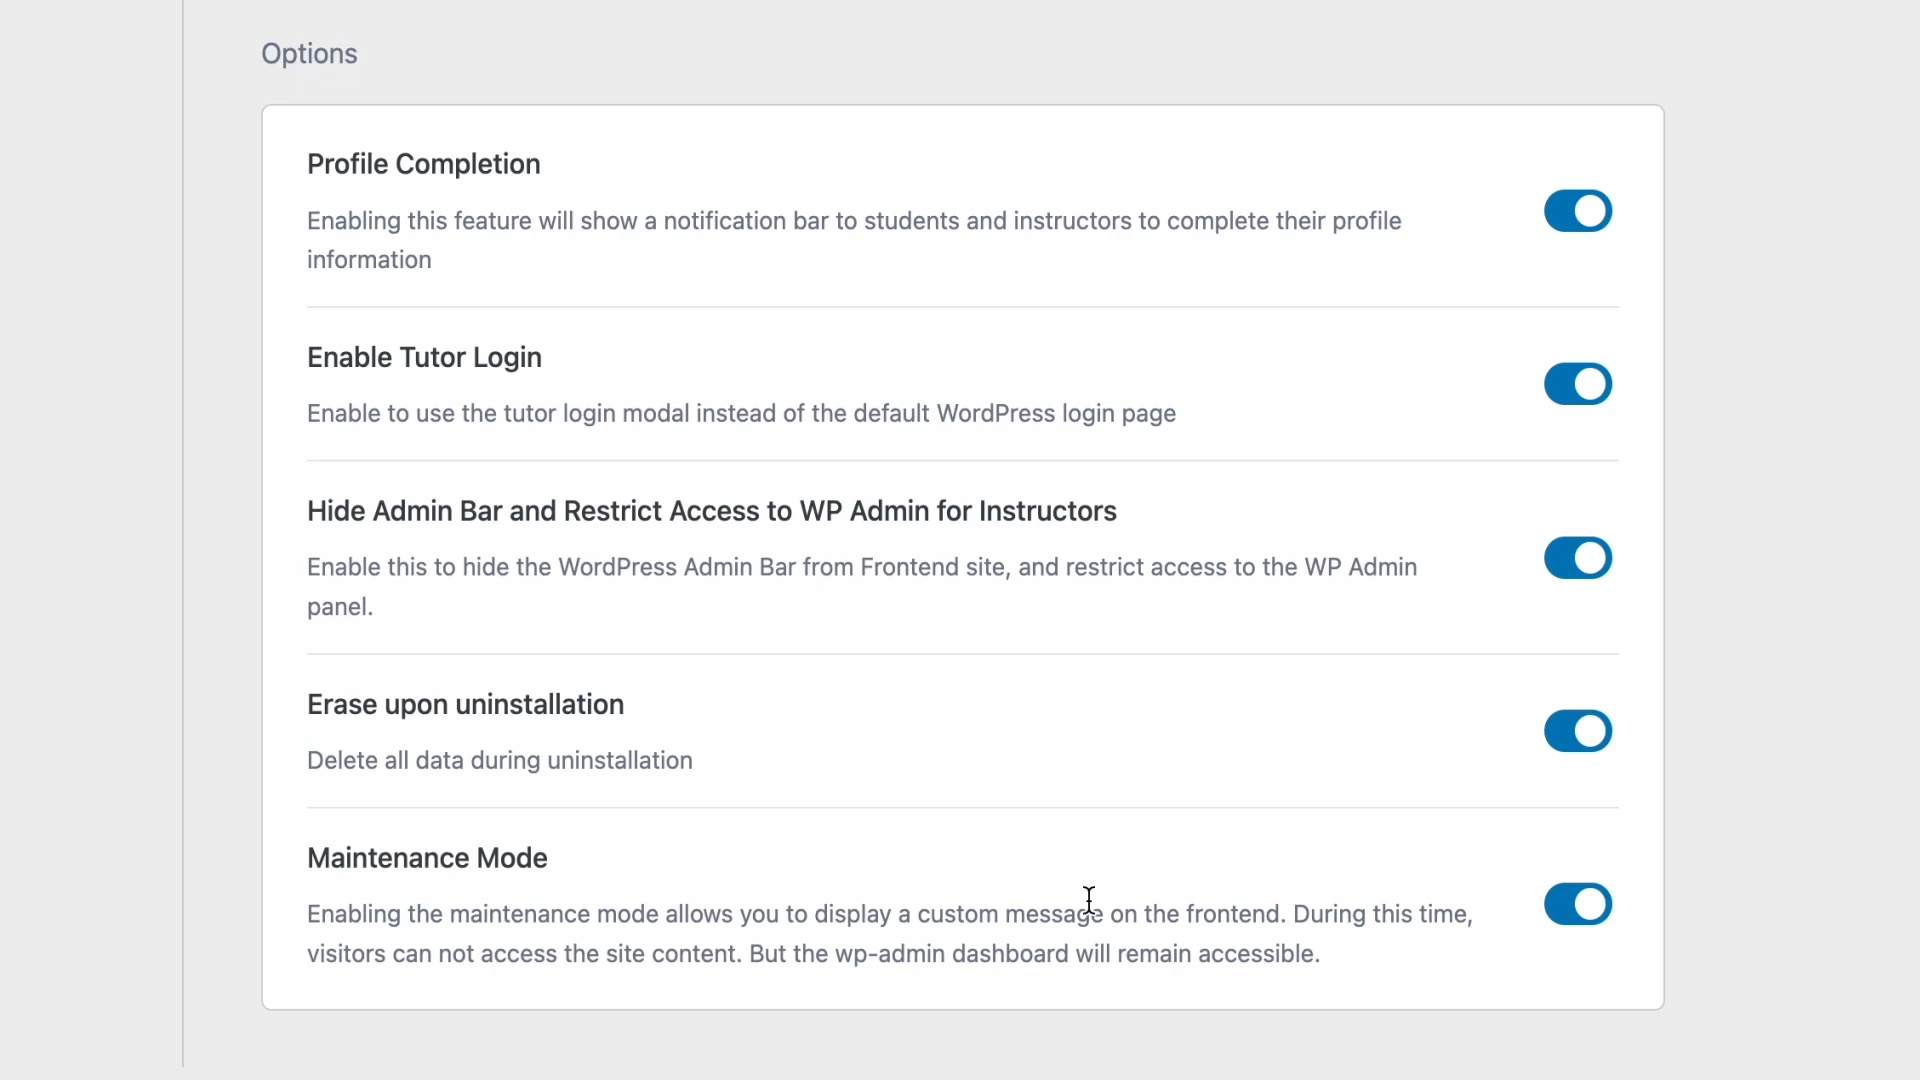 Options
Profile Completion
Enabling this feature will show a notification bar to students and instructors to complete their profile
information
Enable Tutor Login
Enable to use the tutor login modal instead of the default WordPress login page
Hide Admin Bar and Restrict Access to WP Admin for Instructors
Enable this to hide the WordPress Admin Bar from Frontend site, and restrict access to the WP Admin
panel.
Erase upon uninstallation
Delete all data during uninstallation
Maintenance Mode
Enabling the maintenance mode allows you to display a custom message on the frontend. During this time,
visitors can not access the site content. But the wp-admin dashboard will remain accessible.